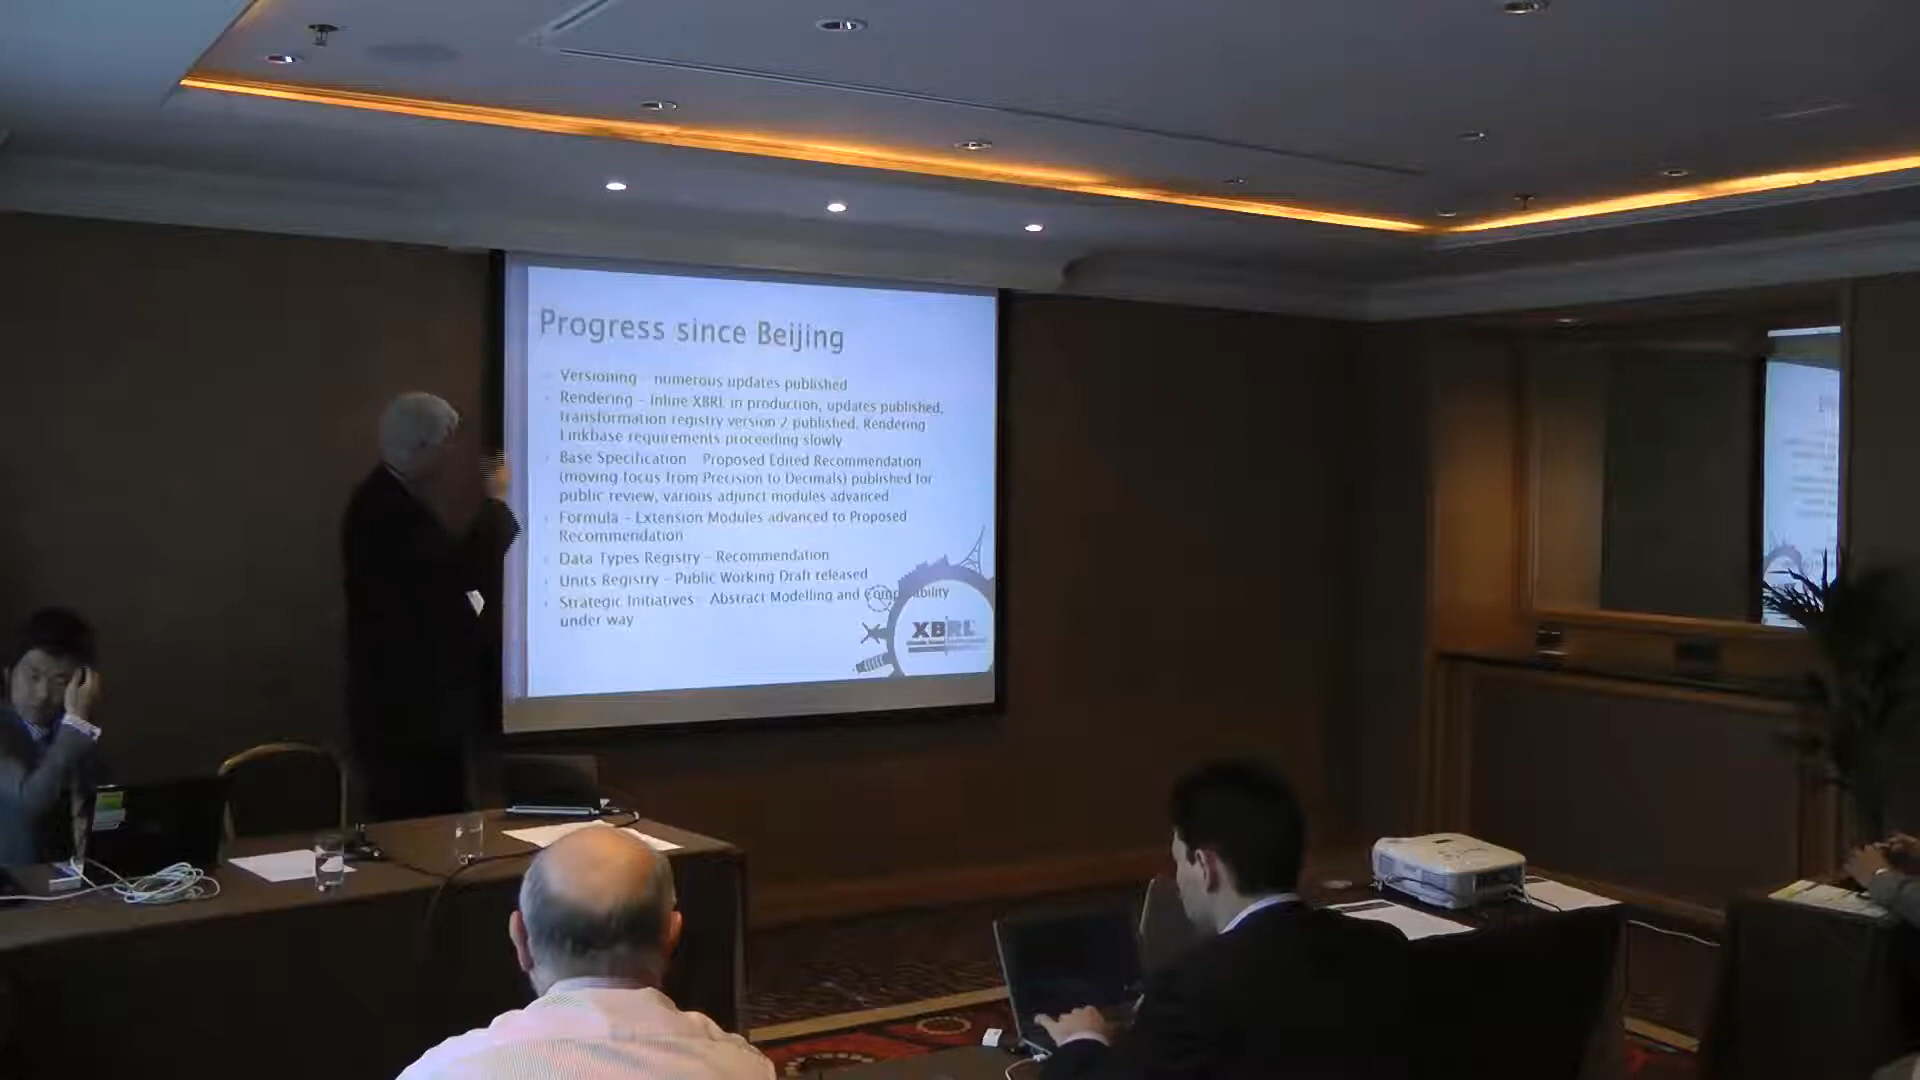 Progress since Beijing
Versioning – numerous updates published
Rendering – Inline XBRL in production, updates published,
transformation registry version 2 published. Rendering
Linkbase requirements proceeding slowly
Base Specification – Proposed Edited Recommendation
(moving focus from Precision to Decimals) published for
public review, various adjunct modules advanced
Formula – Extension Modules advanced to Proposed
Recommendation
Data Types Registry – Recommendation
Units Registry – Public Working Draft released
Strategic Initiatives – Abstract Modelling and Comparability
under way
XBRL